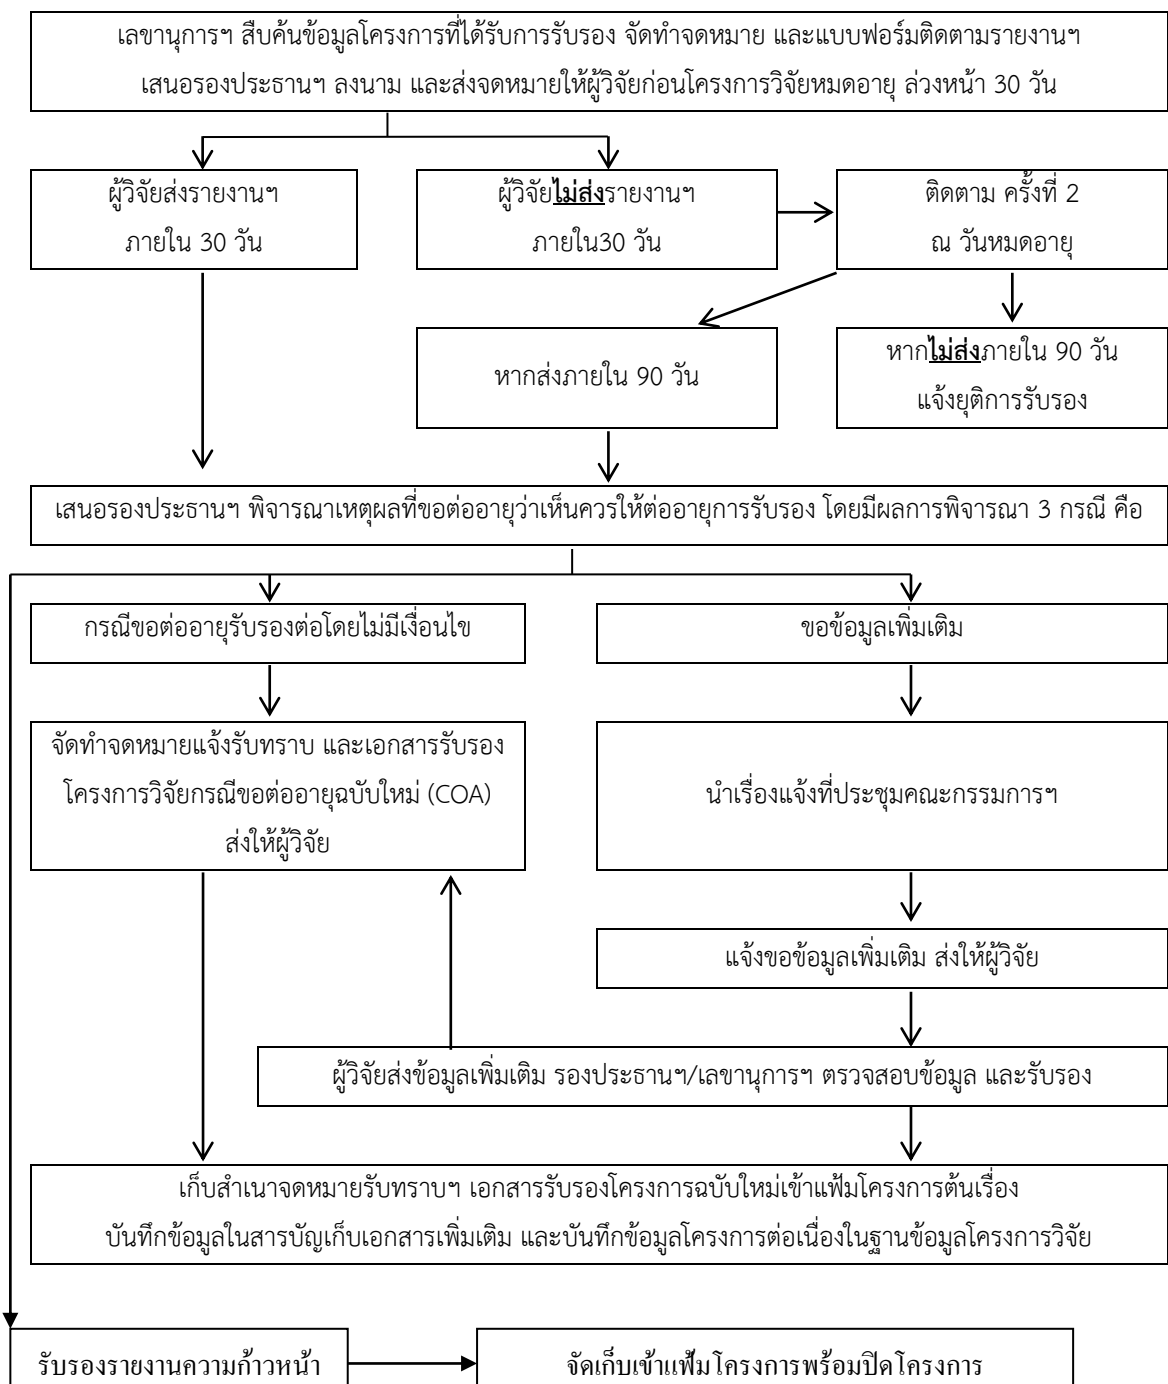 เลขานุการฯ สืบค้นข้อมูลโครงการที่ได้รับการรับรอง จัดทำจดหมาย และแบบฟอร์มติดตามรายงานฯ
เสนอรองประธานฯ ลงนาม และส่งจดหมายให้ผู้วิจัยก่อนโครงการวิจัยหมดอายุ ล่วงหน้า 30 วัน
ผู้วิจัยส่งรายงานฯ
ภายใน 30 วัน
ผู้วิจัยไม่ส่งรายงานฯ
ภายใน30 วัน
ติดตาม ครั้งที่ 2
ณ วันหมดอายุ
หากส่งภายใน 90 วัน
หากไม่ส่งภายใน 90 วัน
แจ้งยุติการรับรอง
เสนอรองประธานฯ พิจารณาเหตุผลที่ขอต่ออายุว่าเห็นควรให้ต่ออายุการรับรอง โดยมีผลการพิจารณา 3 กรณี คือ
กรณีขอต่ออายุรับรองต่อโดยไม่มีเงื่อนไข
ขอข้อมูลเพิ่มเติม
จัดทำจดหมายแจ้งรับทราบ และเอกสารรับรอง
โครงการวิจัยกรณีขอต่ออายุฉบับใหม่ (COA)
ส่งให้ผู้วิจัย
นำเรื่องแจ้งที่ประชุมคณะกรรมการฯ
แจ้งขอข้อมูลเพิ่มเติม ส่งให้ผู้วิจัย
ผู้วิจัยส่งข้อมูลเพิ่มเติม รองประธานฯ/เลขานุการฯ ตรวจสอบข้อมูล และรับรอง
เก็บสำเนาจดหมายรับทราบฯ เอกสารรับรองโครงการฉบับใหม่เข้าแฟ้มโครงการต้นเรื่อง
บันทึกข้อมูลในสารบัญเก็บเอกสารเพิ่มเติม และบันทึกข้อมูลโครงการต่อเนื่องในฐานข้อมูลโครงการวิจัย
รับรองรายงานความก้าวหน้า
จัดเก็บเข้าแฟ้มโครงการพร้อมปิดโครงการ